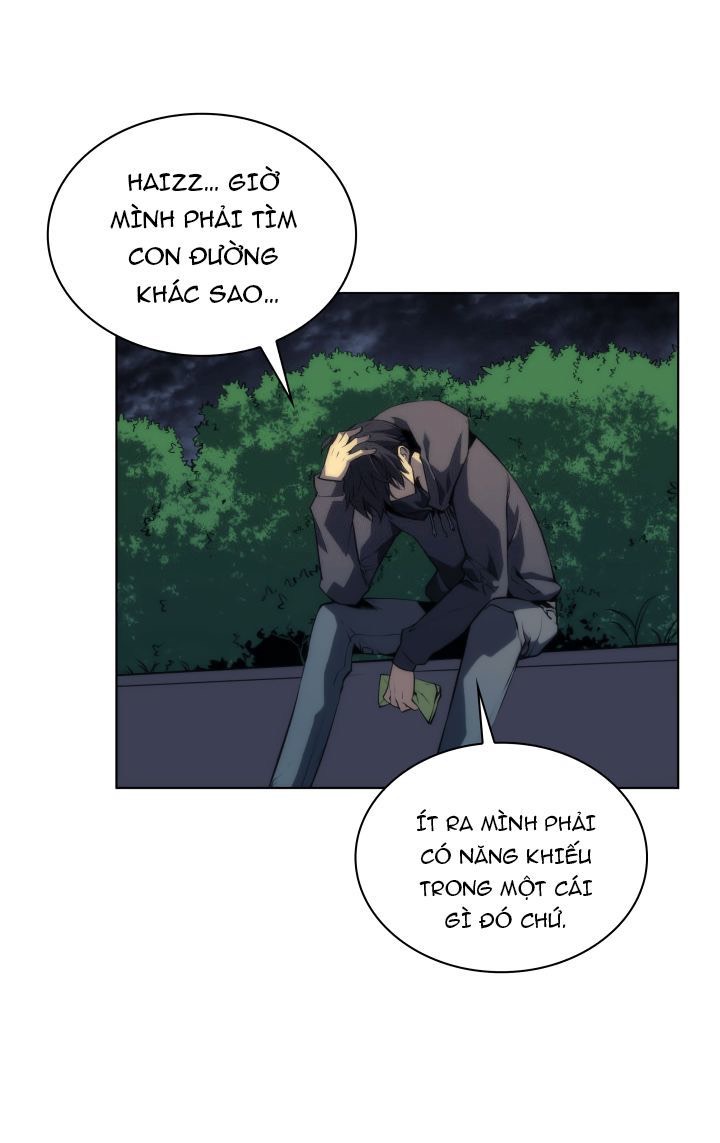 HAIZZ... GIỜ
MÌNH PHẢI TÌM
CON ĐƯỜNG
KHÁC SAO...
ÍT RA MÌNH PHẢI
CÓ NĂNG KHIẾU
TRONG MỘT CÁI
GÌ ĐÓ CHỨ.